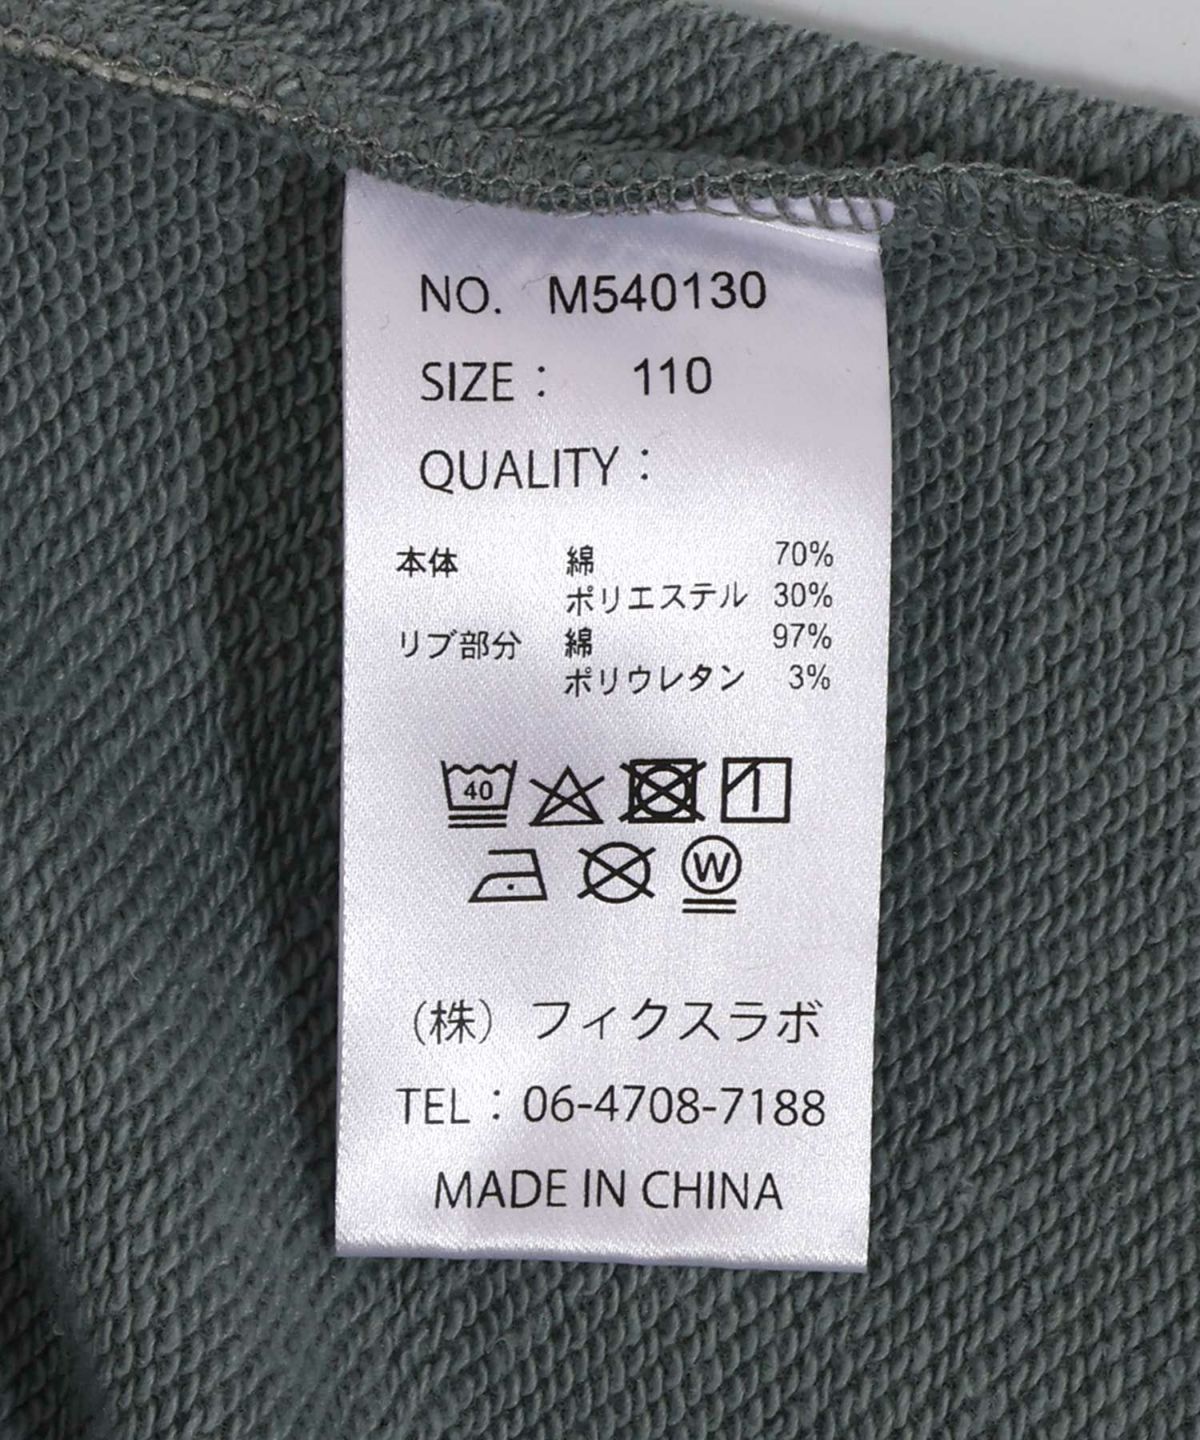 NO. M540130
SIZE： 110
QUALITY：
本体 綿 70%
ポリエステル 30%
リブ部分 綿 97%
ポリウレタン 3%
40
W
（株）フィクスラボ
TEL：06-4708-7188
MADE IN CHINA